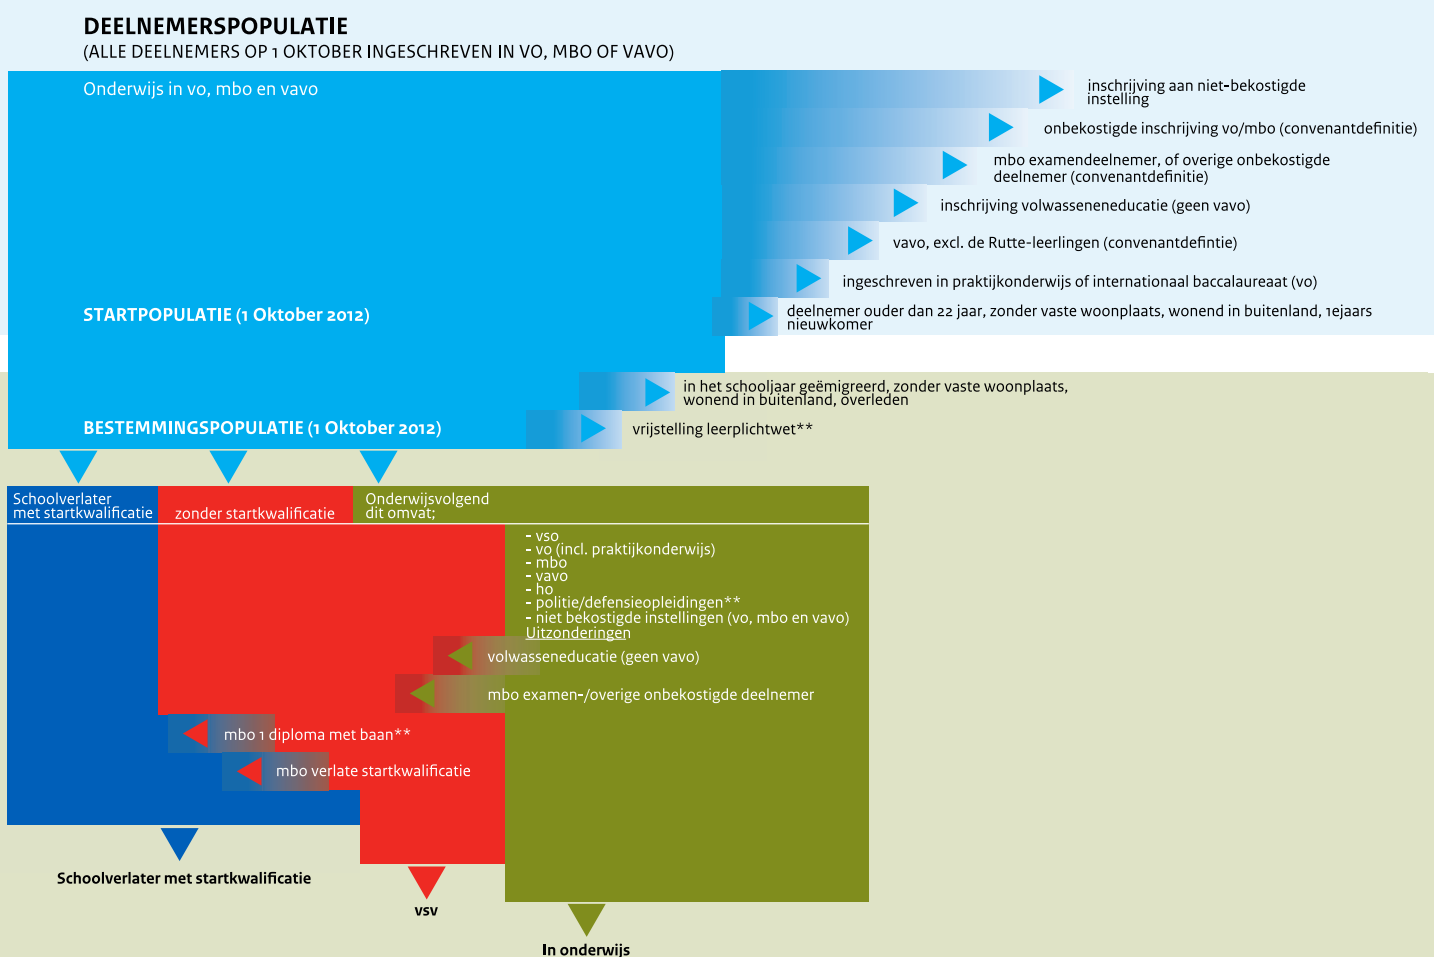 DEELNEMERSPOPULATIE
(ALLE DEELNEMERS OP 1 OKTOBER INGESCHREVEN IN VO, MBO OF VAVO)
Onderwijs in vo, mbo en vavo
inschrijving aan niet-bekostigde
instelling
onbekostigde inschrijving vo/mbo (convenantdefinitie)
mbo examendeelnemer, of overige onbekostigde
deelnemer (convenantdefinitie)
inschrijving volwasseneneducatie (geen vavo)
vavo, excl. de Rutte-leerlingen (convenantdefintie)
ingeschreven in praktijkonderwijs of internationaal baccalaureaat (vo)
STARTPOPULATIE (1 Oktober 2012)
deelnemer ouder dan 22 jaar, zonder vaste woonplaats, wonend in buitenland, 1ejaars
nieuwkomer
in het schooljaar geëmigreerd, zonder vaste woonplaats,
wonend in buitenland, overleden
BESTEMMINGSPOPULATIE (1 Oktober 2012)
vrijstelling leerplichtwet**
Schoolverlater
met startkwalificatie
zonder startkwalificatie
Onderwijsvolgend
dit omvat;
- vso
- vo (incl. praktijkonderwijs)
- mbo
- vavo
- ho
- politie/defensieopleidingen**
- niet bekostigde instellingen (vo, mbo en vavo)
Uitzonderingen
volwasseneducatie (geen vavo)
mbo examen-/overige onbekostigde deelnemer
mbo 1 diploma met baan**
mbo verlate startkwalificatie
Schoolverlater met startkwalificatie
vsv
In onderwijs